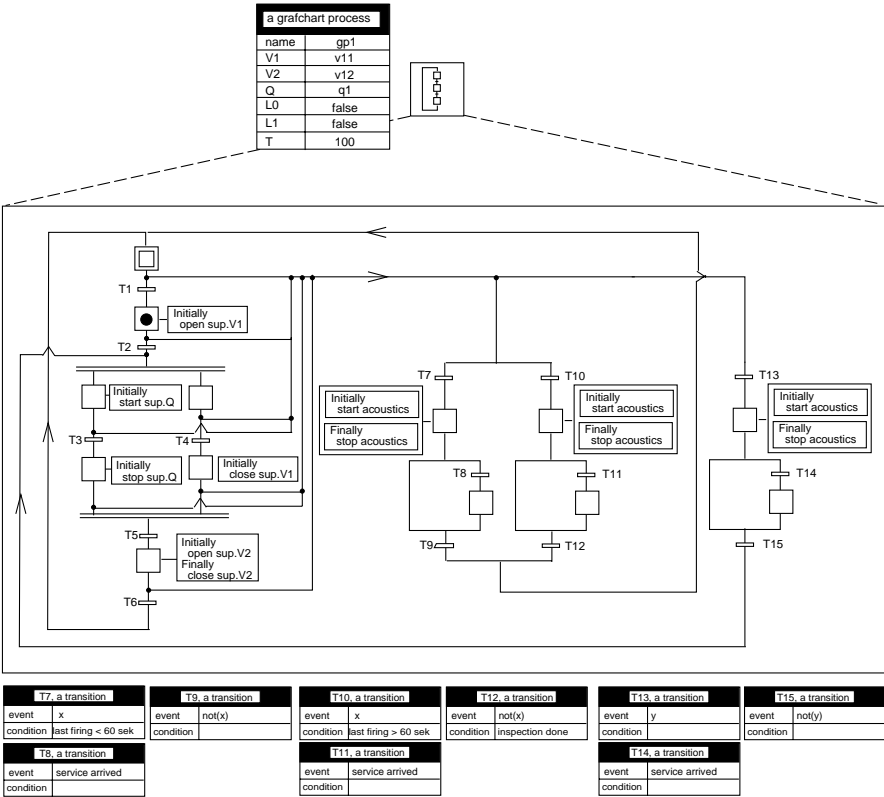 a grafchart process
name gp1
V1 v11
V2 v12
Q q1
L0 false
L1 false
T 100
T1
Initially
open sup.V1
T2
Initially
start sup.Q
T3
T4
Initially
stop sup.Q
Initially
close sup.V1
T5
Initially
open sup.V2
Finally
close sup.V2
T6
T7
Initially
start acoustics
Finally
stop acoustics
T8
T9
T10
Initially
start acoustics
Finally
stop acoustics
T11
T12
T13
Initially
start acoustics
Finally
stop acoustics
T14
T15
T7, a transition
event x
condition last firing < 60 sek
T9, a transition
event not(x)
condition
T10, a transition
event x
condition last firing > 60 sek
T12, a transition
event not(x)
condition inspection done
T13, a transition
event y
condition
T15, a transition
event not(y)
condition
T8, a transition
event service arrived
condition
T11, a transition
event service arrived
condition
T14, a transition
event service arrived
condition